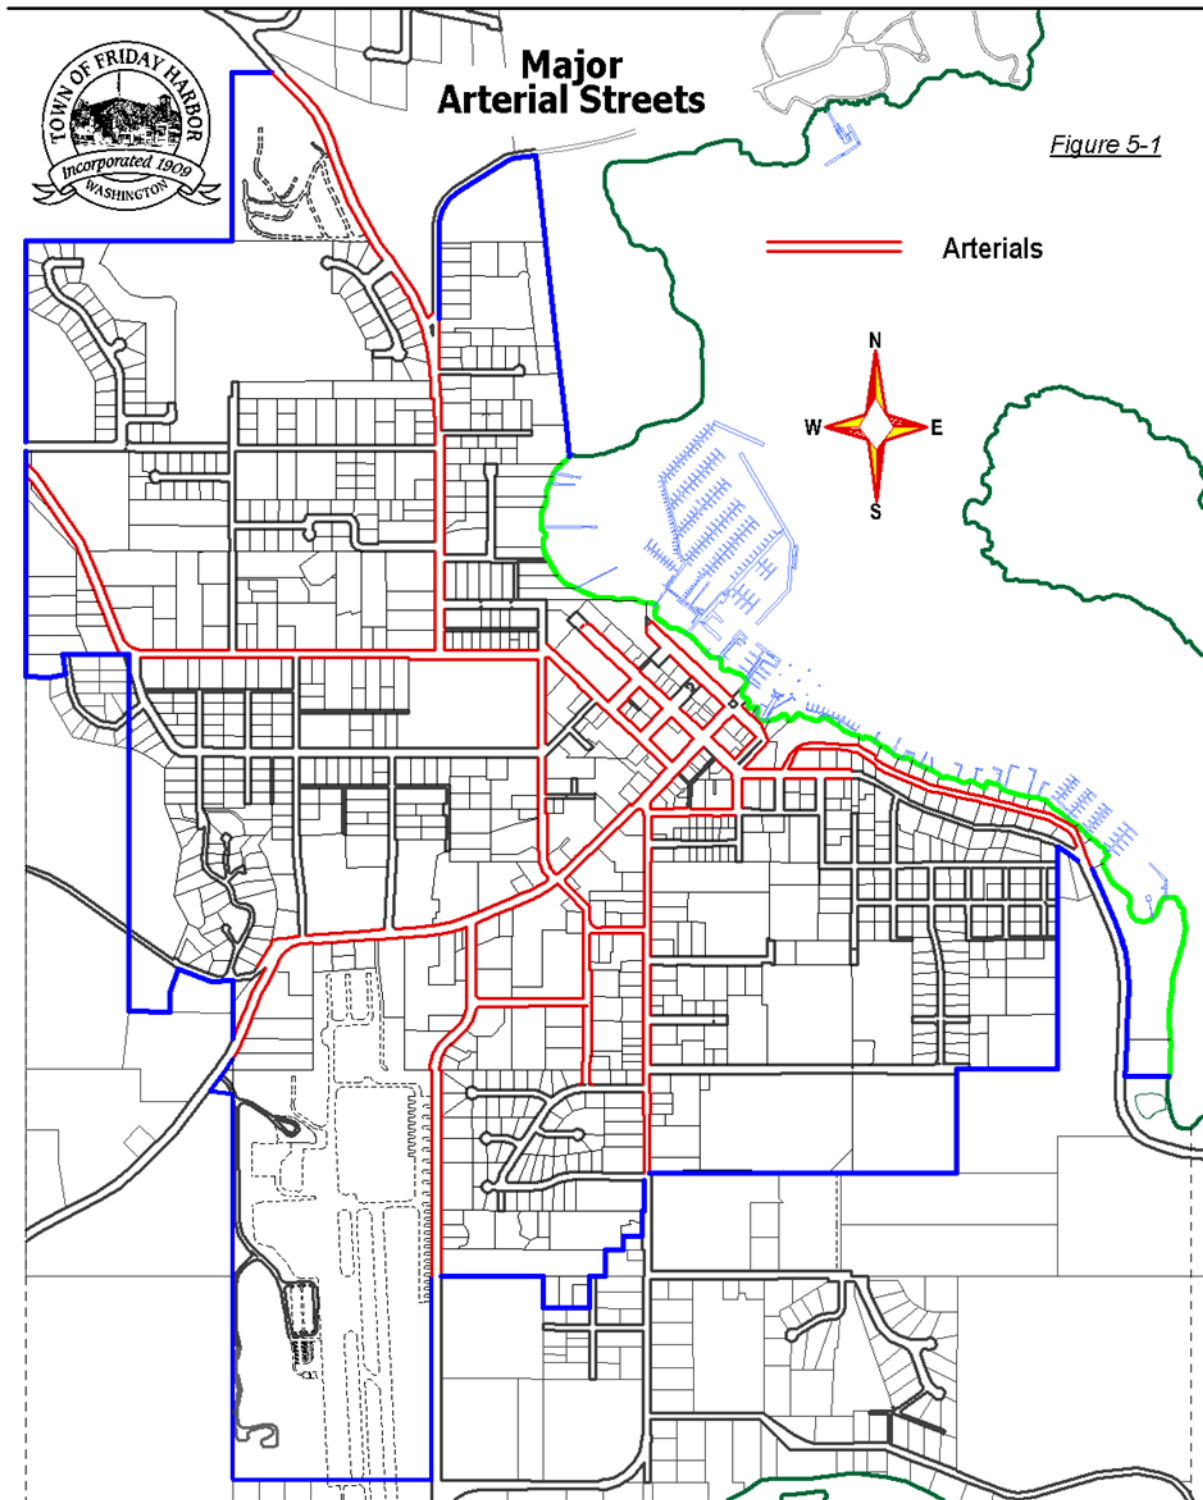 TOWN OF FRIDAY HARBOR
Incorporated 1909
WASHINGTON
Major
Arterial Streets
Figure 5-1
Arterials
N
W
E
S